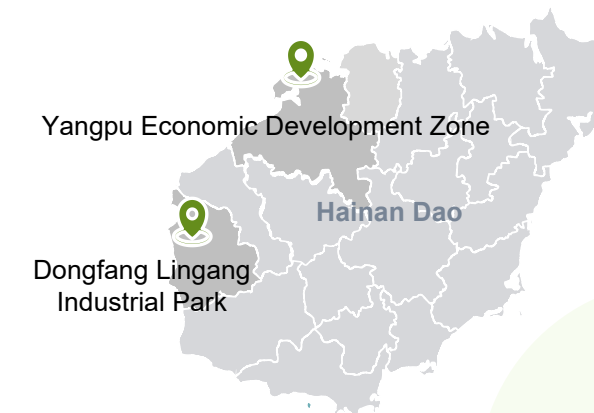 Yangpu Economic Development Zone
Hainan Dao
Dongfang Lingang
Industrial Park